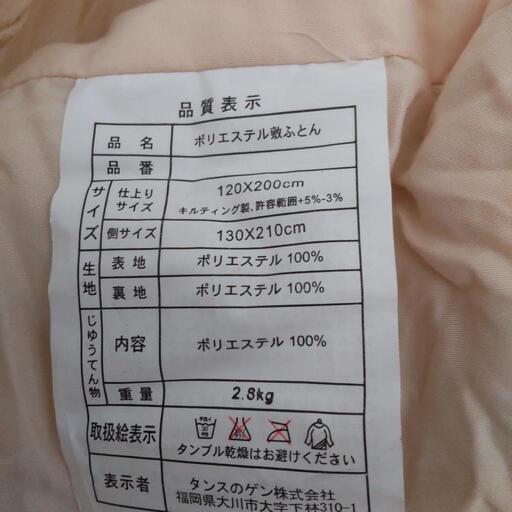 品質表示
品名 ポリエステル敷ふとん
品番
サイズ 仕上りサイズ 120X200cm
キルティング製、許容範囲+5%-3%
側サイズ 130X210cm
生地 表地 ポリエステル 100%
裏地 ポリエステル 100%
じゆうてん物 内容 ポリエステル 100%
重量 2.8kg
取扱絵表示
タンブル乾燥はお避けください
表示者 タンスのゲン株式会社
福岡県大川市大字下林310-1